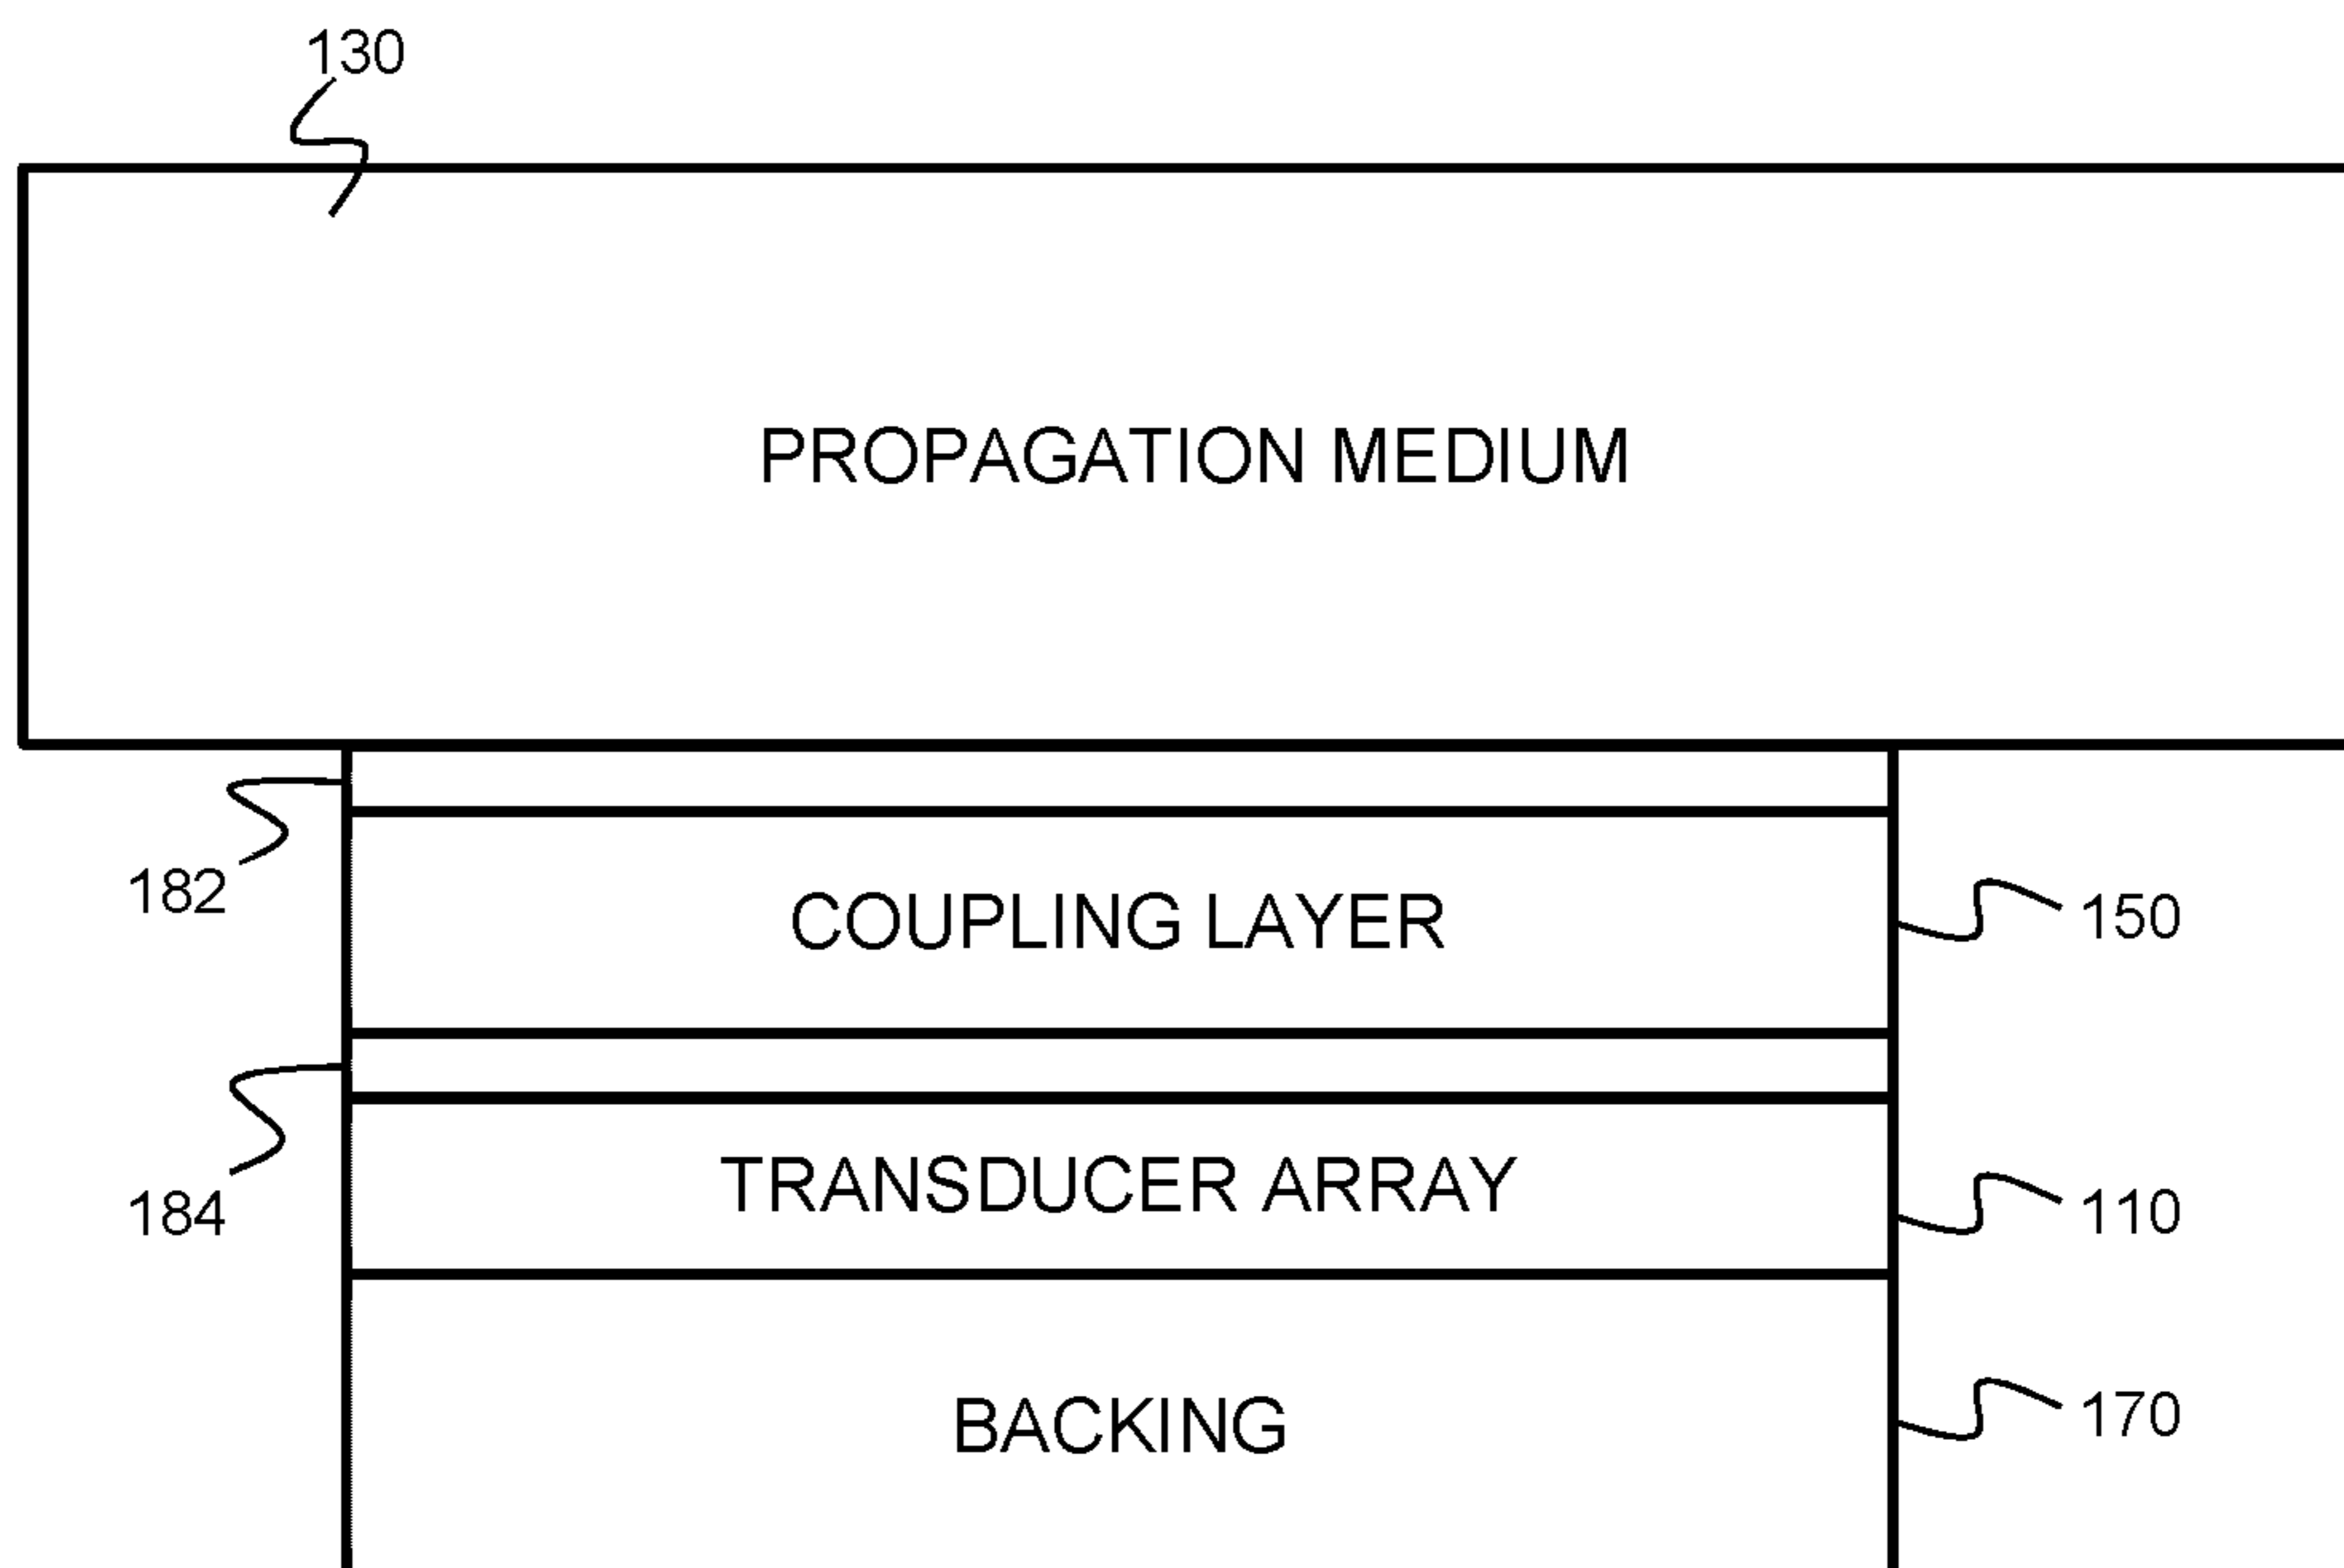 130
PROPAGATION MEDIUM
182
COUPLING LAYER
150
184
TRANSDUCER ARRAY
110
BACKING
170